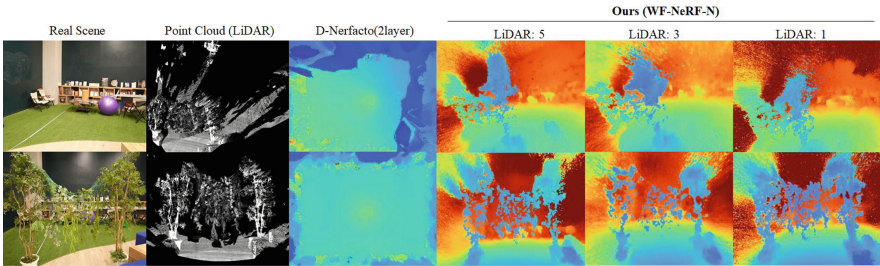 Ours (WF-NeRF-N)
Real Scene Point Cloud (LiDAR) D-Nerfacto(2layer) LiDAR: 5 LiDAR: 3 LiDAR: 1